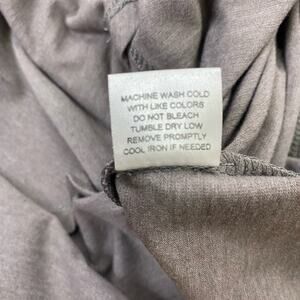 MACHINE WASH COLD
WITH LIKE COLORS
DO NOT BLEACH
TUMBLE DRY LOW
REMOVE PROMPTLY
COOL IRON IF NEEDED